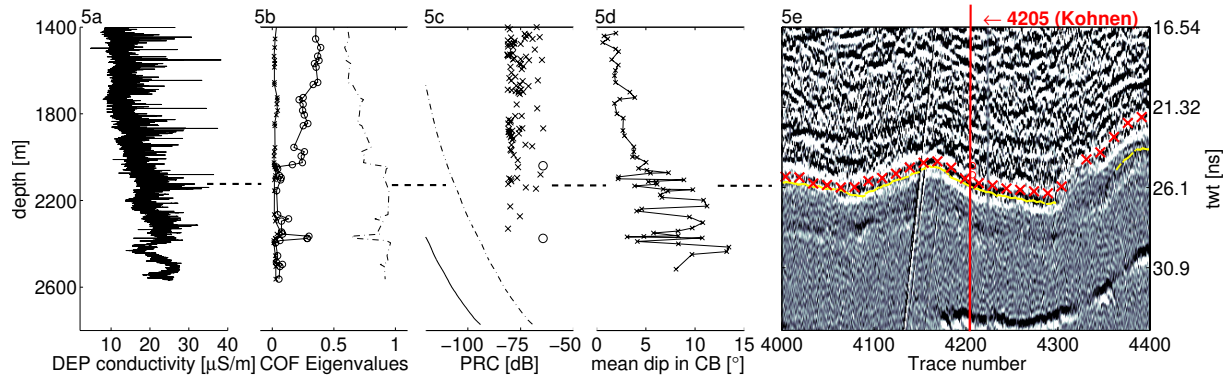 5a
5b
5c
5d
5e
← 4205 (Kohnen)
1400
1800
2200
2600
depth [m]
16.54
21.32
26.1
30.9
twt [ns]
10 20 30 40
0 0.5 1
−100 −75 −50
0 5 10 15
4000 4100 4200 4300 4400
DEP conductivity [µS/m]
COF Eigenvalues
PRC [dB]
mean dip in CB [°]
Trace number